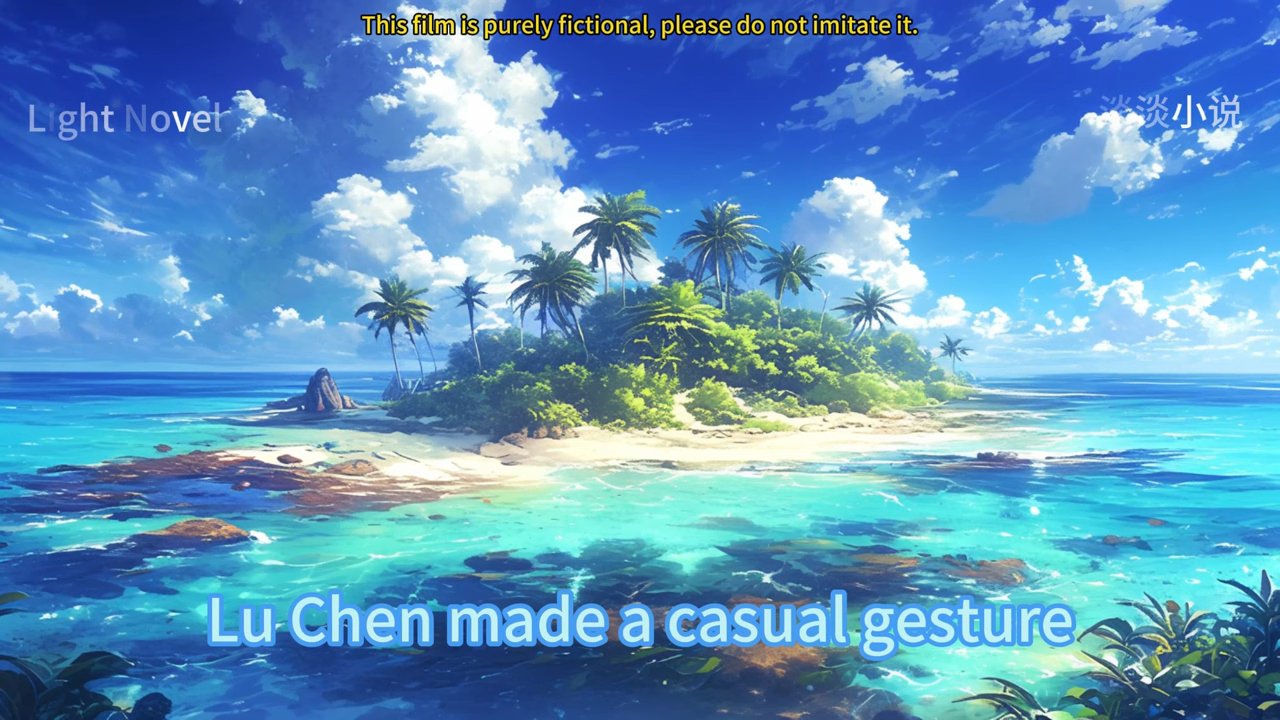 This film is purely fictional, please do not imitate it.
Light Novel
淡淡小说
Lu Chen made a casual gesture